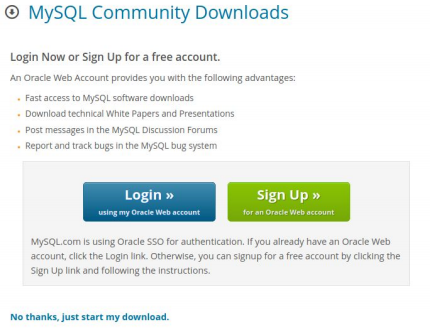 MySQL Community Downloads
Login Now or Sign Up for a free account.
An Oracle Web Account provides you with the following advantages:
Fast access to MySQL software downloads
Download technical White Papers and Presentations
Post messages in the MySQL Discussion Forums
Report and track bugs in the MySQL bug system
Login »
using my Oracle Web account
Sign Up »
for an Oracle Web account
MySQL.com is using Oracle SSO for authentication. If you already have an Oracle Web
account, click the Login link. Otherwise, you can signup for a free account by clicking the
Sign Up link and following the instructions.
No thanks, just start my download.